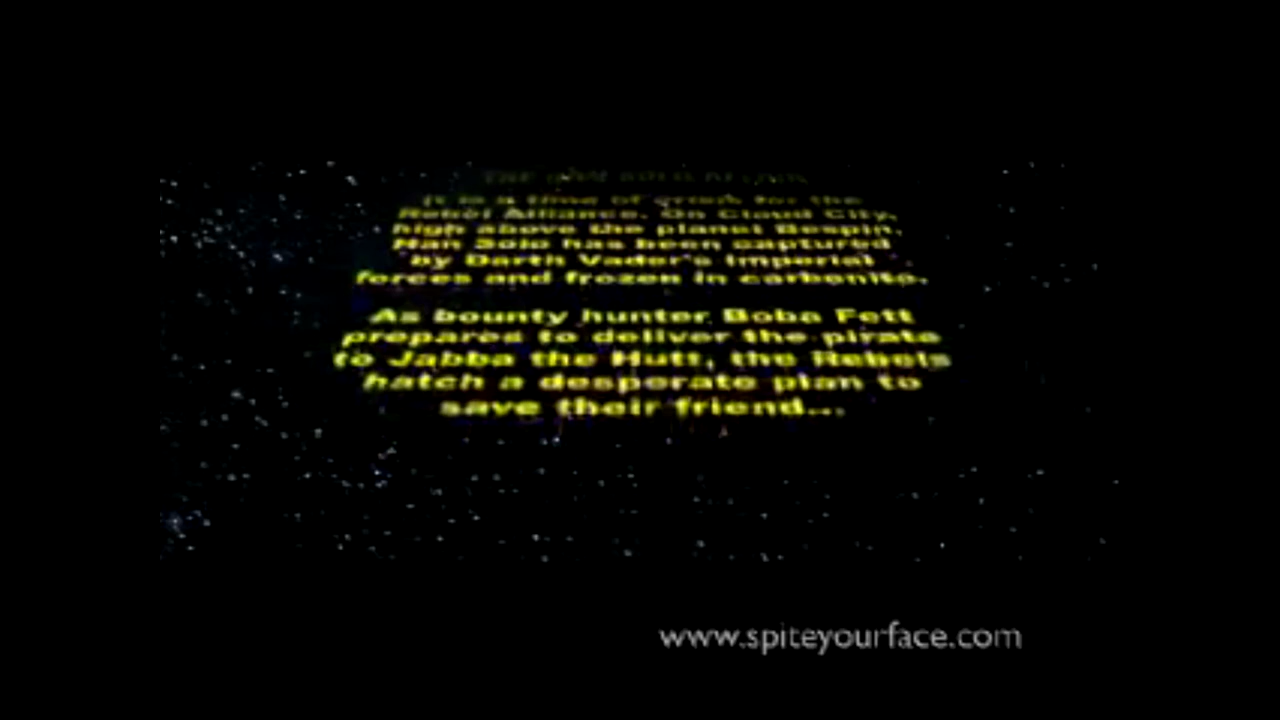 It is a time of crisis for the
Rebel Alliance. On Cloud City,
high above the planet Bespin,
Han Solo has been captured
by Darth Vader's Imperial
forces and frozen in carbonite.
As bounty hunter Boba Fett
prepares to deliver the pirate
to Jabba the Hutt, the Rebels
hatch a desperate plan to
save their friend...
www.spiteyourface.com